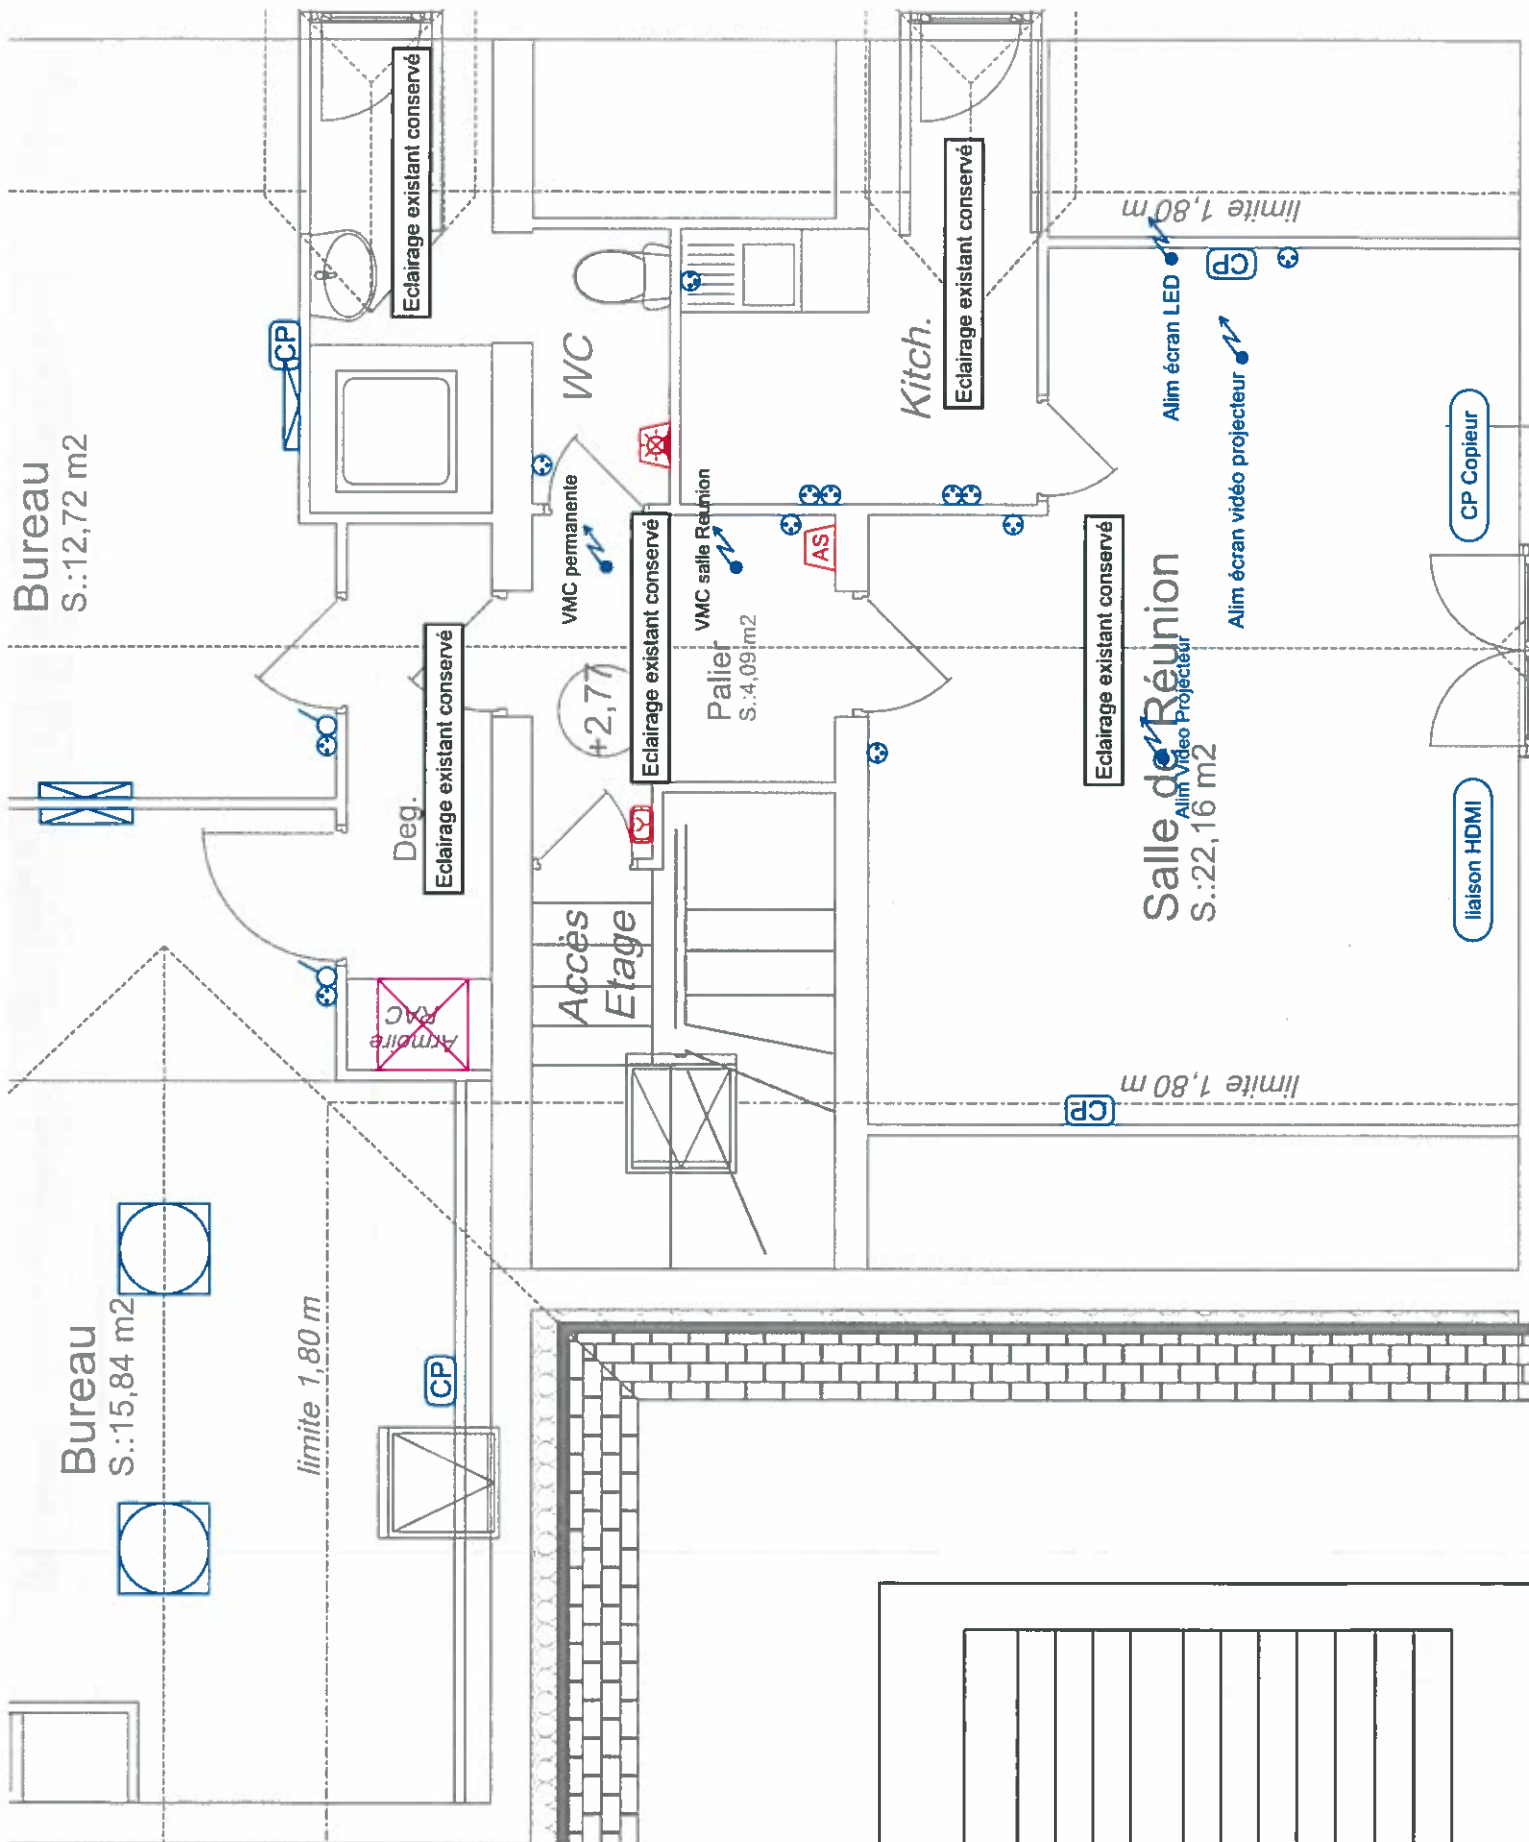 Bureau
S.:12,72 m2
CP
Eclairage existant conservé
WC
VMC permanente
Eclairage existant conservé
Deg.
Armoire
RAC
Accès
Etage
+2,77
Eclairage existant conservé
VMC salle Reunion
Palier
S.:4,09 m2
AS
Kitch.
Eclairage existant conservé
limite 1,80 m
Alim écran LED
CP
Alim écran vidéo projecteur
Eclairage existant conservé
Salle de Réunion
S.:22,16 m2
Alim Video Projecteur
CP Copieur
liaison HDMI
limite 1,80 m
CP
Bureau
S.:15,84 m2
limite 1,80 m
CP